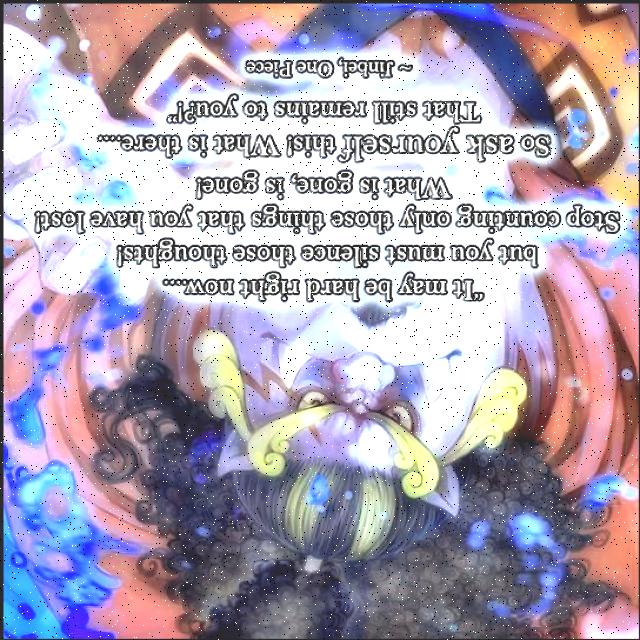 „It may be hard right now....
but you must silence those thoughts!
Stop counting only those things that you have lost!
What is gone, is gone!
So ask yourself this! What is there....
That still remains to you?!"
~ Jinbei, One Piece